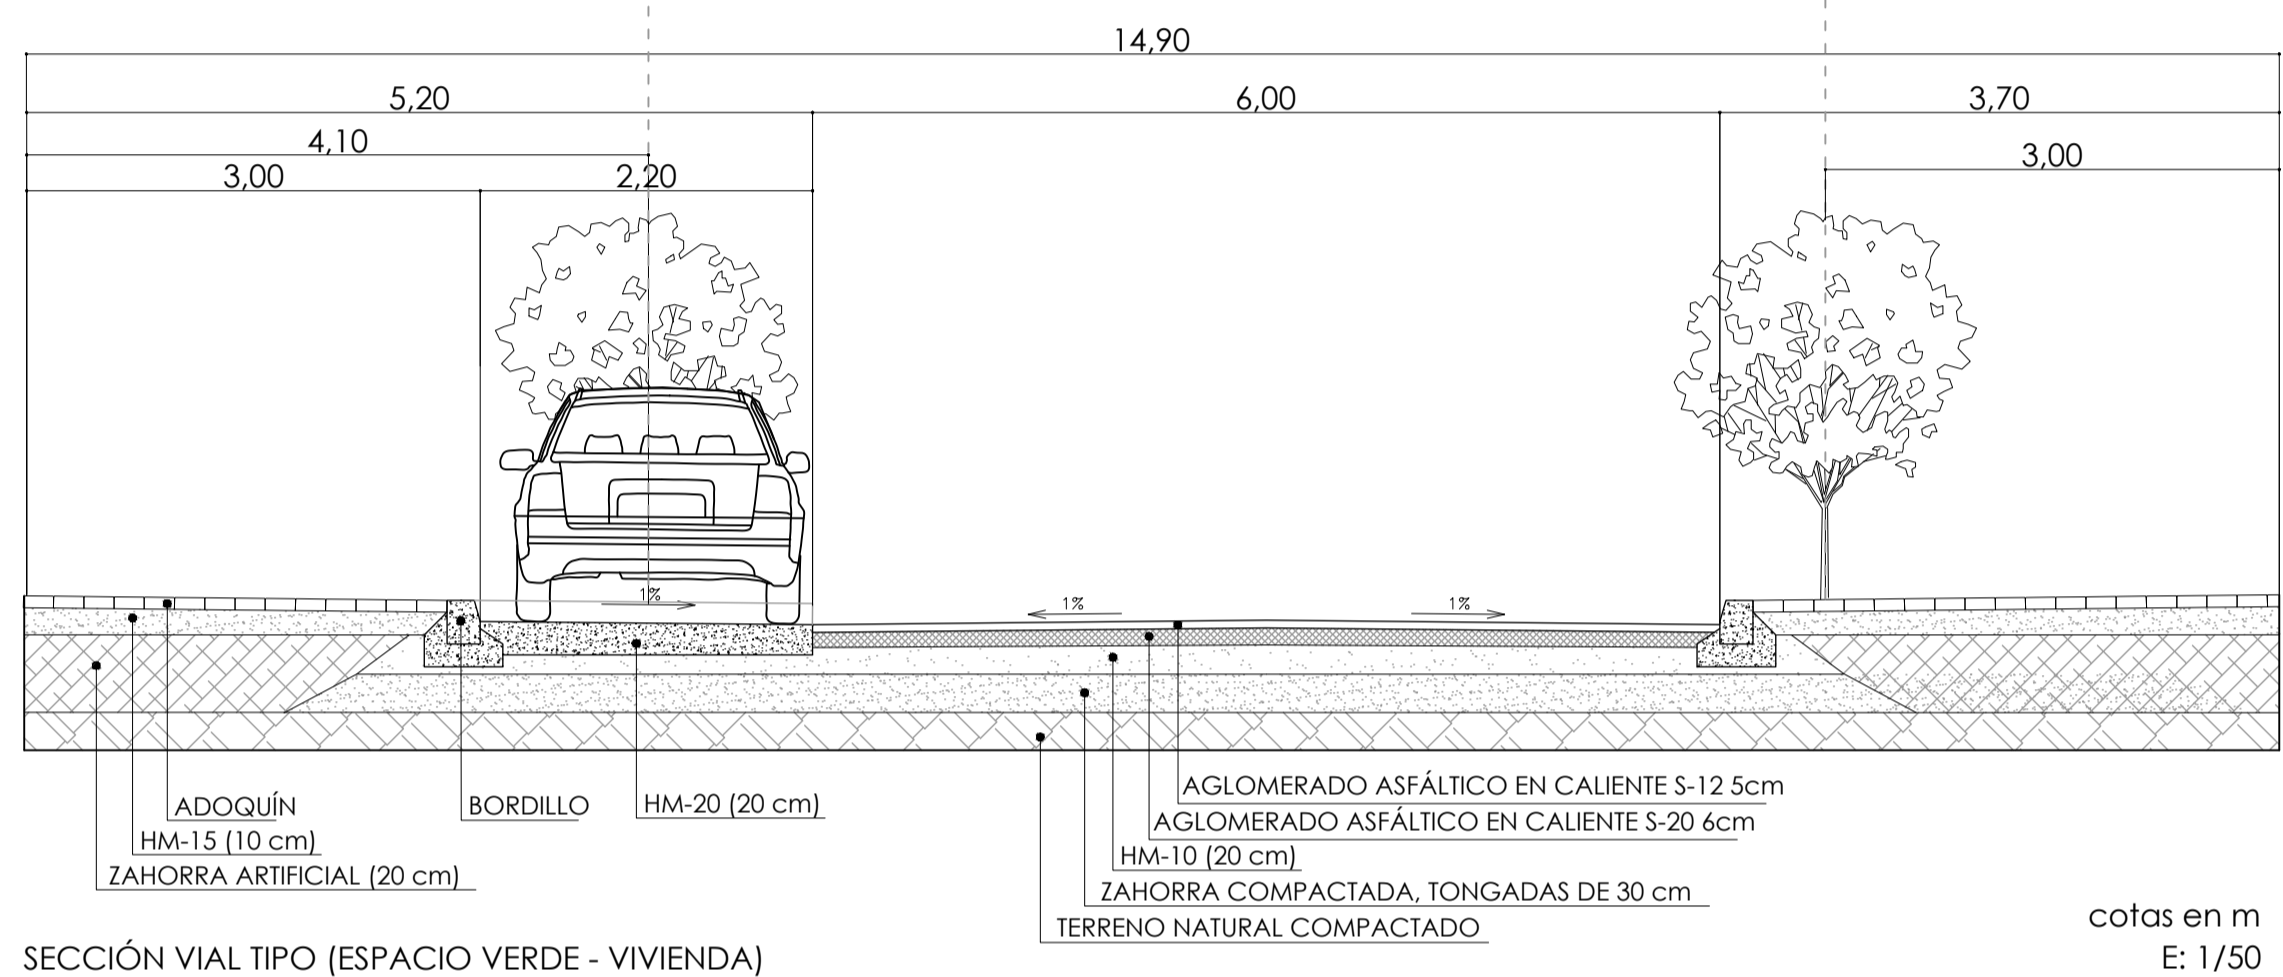 14,90
5,20
6,00
3,70
4,10
3,00
3,00
2,20
1%
1%
1%
ADOQUÍN
BORDILLO
HM-20 (20 cm)
AGLOMERADO ASFÁLTICO EN CALIENTE S-12 5cm
AGLOMERADO ASFÁLTICO EN CALIENTE S-20 6cm
HM-15 (10 cm)
HM-10 (20 cm)
ZAHORRA ARTIFICIAL (20 cm)
ZAHORRA COMPACTADA, TONGADAS DE 30 cm
TERRENO NATURAL COMPACTADO
cotas en m
SECCIÓN VIAL TIPO (ESPACIO VERDE - VIVIENDA)
E: 1/50